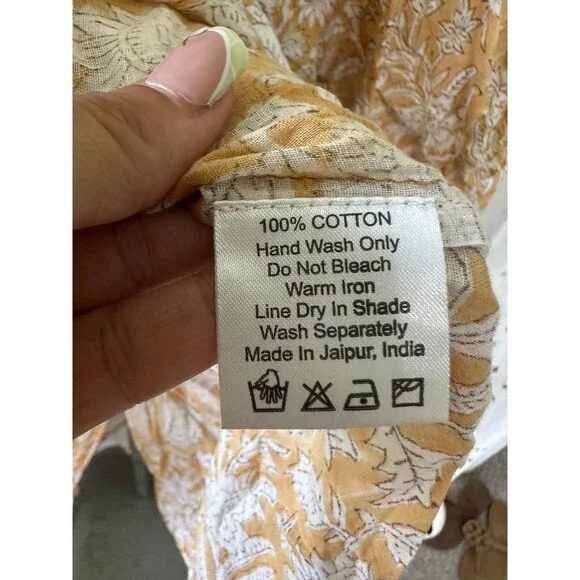 100% COTTON
Hand Wash Only
Do Not Bleach
Warm Iron
Line Dry In Shade
Wash Separately
Made In Jaipur, India